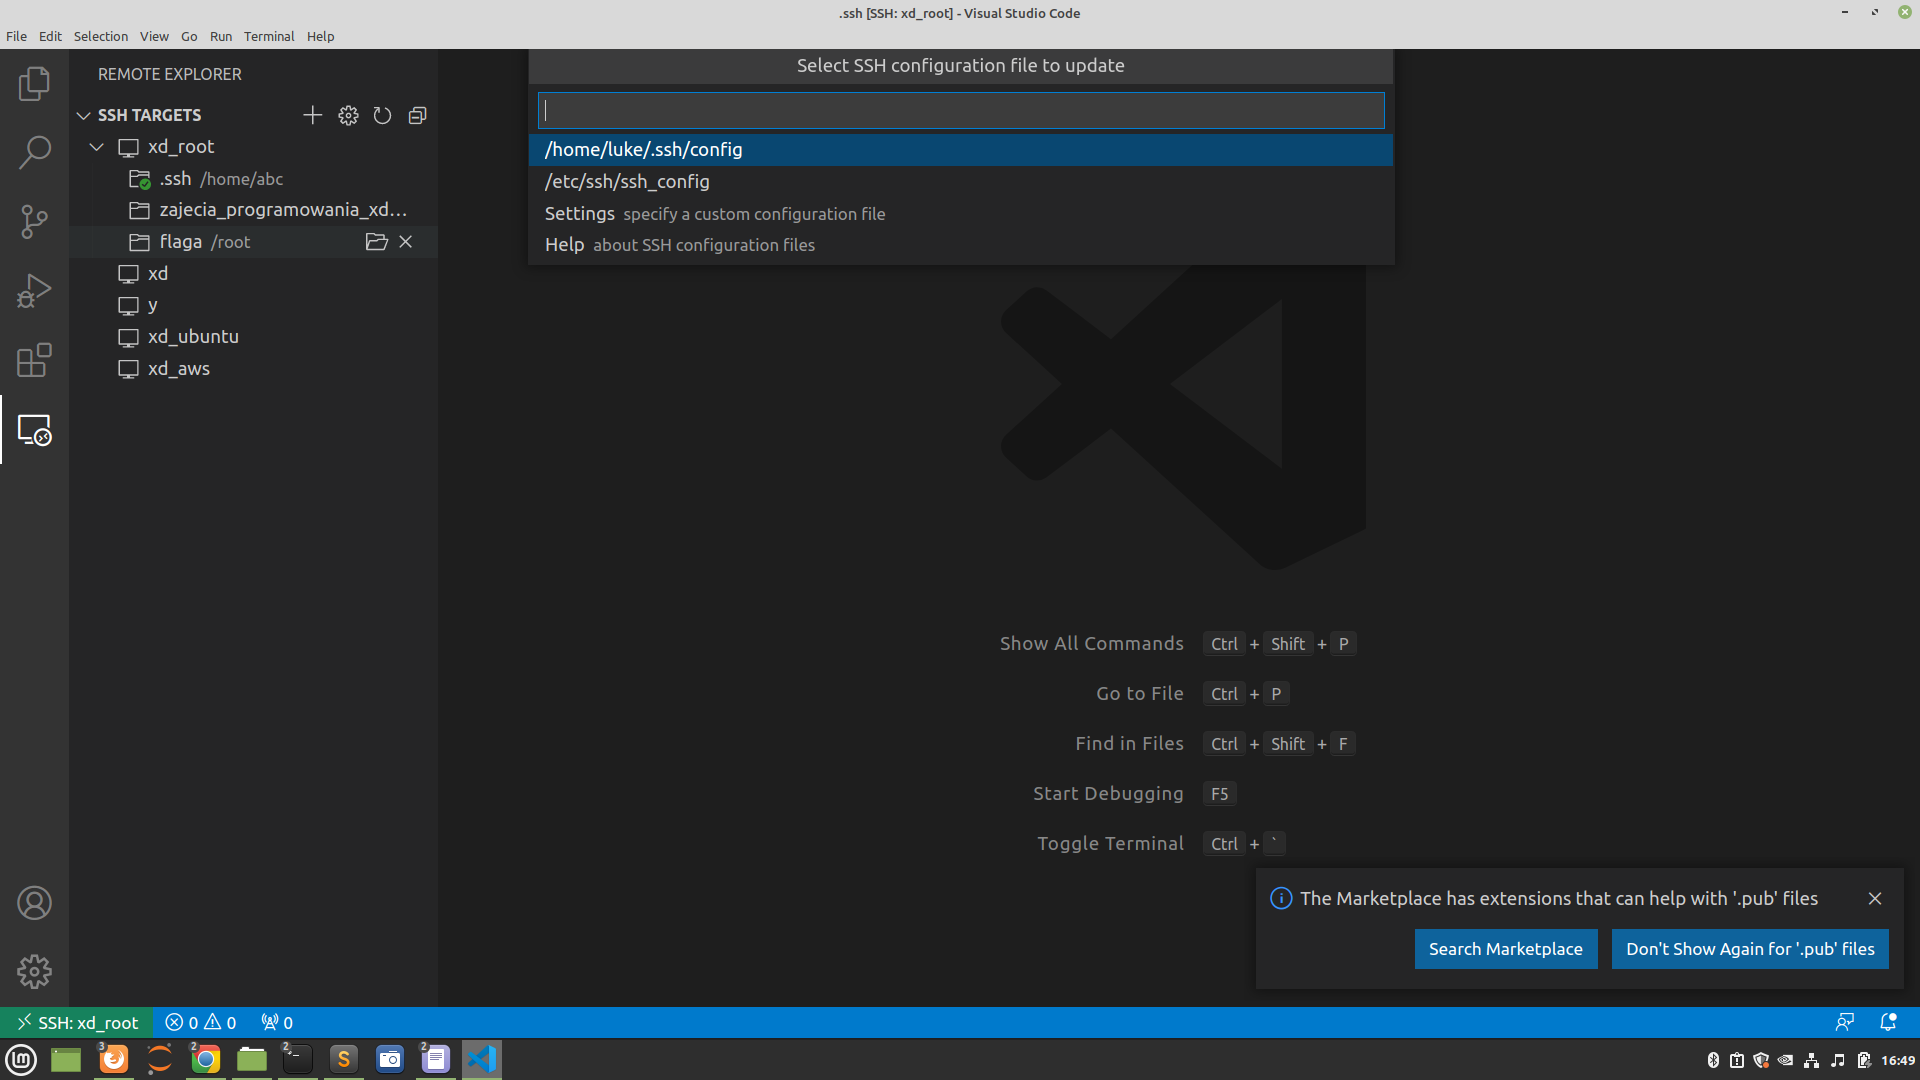 .ssh [SSH: xd_root] - Visual Studio Code
File Edit Selection View Go Run Terminal Help
REMOTE EXPLORER
SSH TARGETS
xd_root
.ssh /home/abc
zajecia_programowania_xd...
flaga /root
xd
y
xd_ubuntu
xd_aws
Select SSH configuration file to update
/home/luke/.ssh/config
/etc/ssh/ssh_config
Settings specify a custom configuration file
Help about SSH configuration files
Show All Commands Ctrl + Shift + P
Go to File Ctrl + P
Find in Files Ctrl + Shift + F
Start Debugging F5
Toggle Terminal Ctrl + `
The Marketplace has extensions that can help with '.pub' files
Search Marketplace Don't Show Again for '.pub' files
SSH: xd_root 0 0 0
3 2 2 S 2 16:49